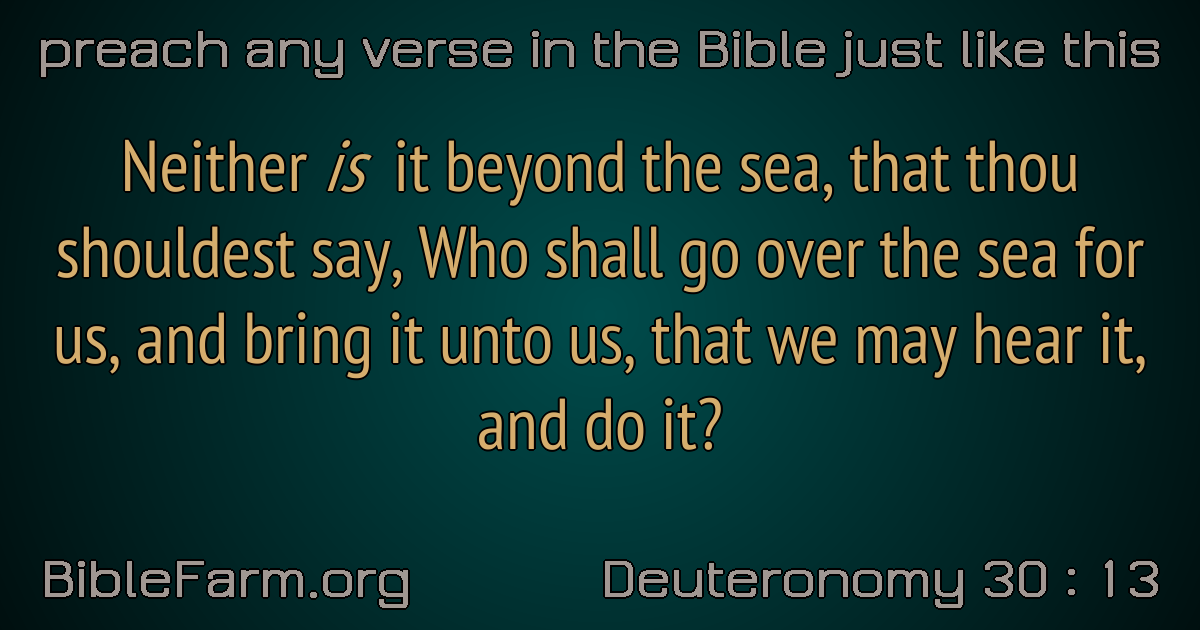 preach any verse in the Bible just like this
Neither is it beyond the sea, that thou
shouldest say, Who shall go over the sea for
us, and bring it unto us, that we may hear it,
and do it?
BibleFarm.org
Deuteronomy 30 : 13